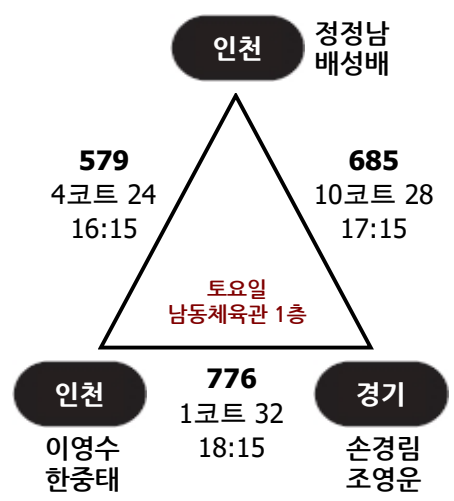 인천
정정남
배성배
579
4코트 24
16:15
685
10코트 28
17:15
토요일
남동체육관 1층
인천
이영수
한중태
776
1코트 32
18:15
경기
손경림
조영운